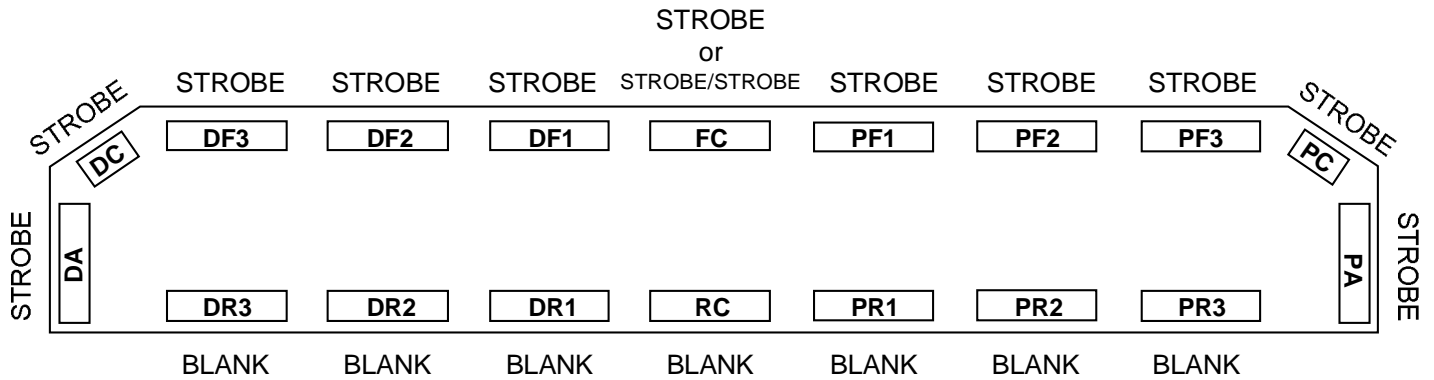 STROBE
or
STROBE STROBE STROBE STROBE STROBE/STROBE STROBE STROBE STROBE STROBE
DC DF3 DF2 DF1 FC PF1 PF2 PF3 PC
STROBE DA PA STROBE
DR3 DR2 DR1 RC PR1 PR2 PR3
BLANK BLANK BLANK BLANK BLANK BLANK BLANK